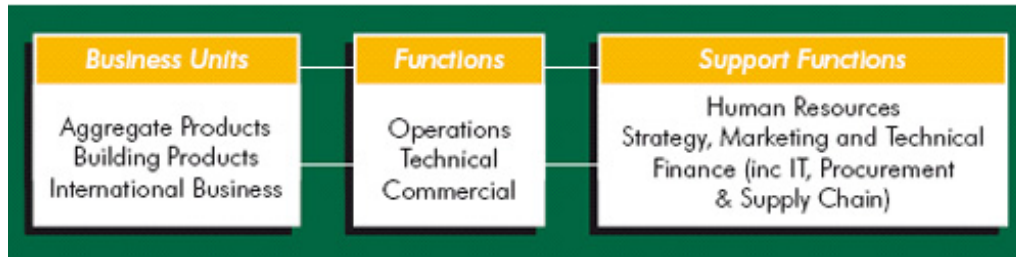 Business Units
Aggregate Products
Building Products
International Business
Functions
Operations
Technical
Commercial
Support Functions
Human Resources
Strategy, Marketing and Technical
Finance (inc IT, Procurement
& Supply Chain)